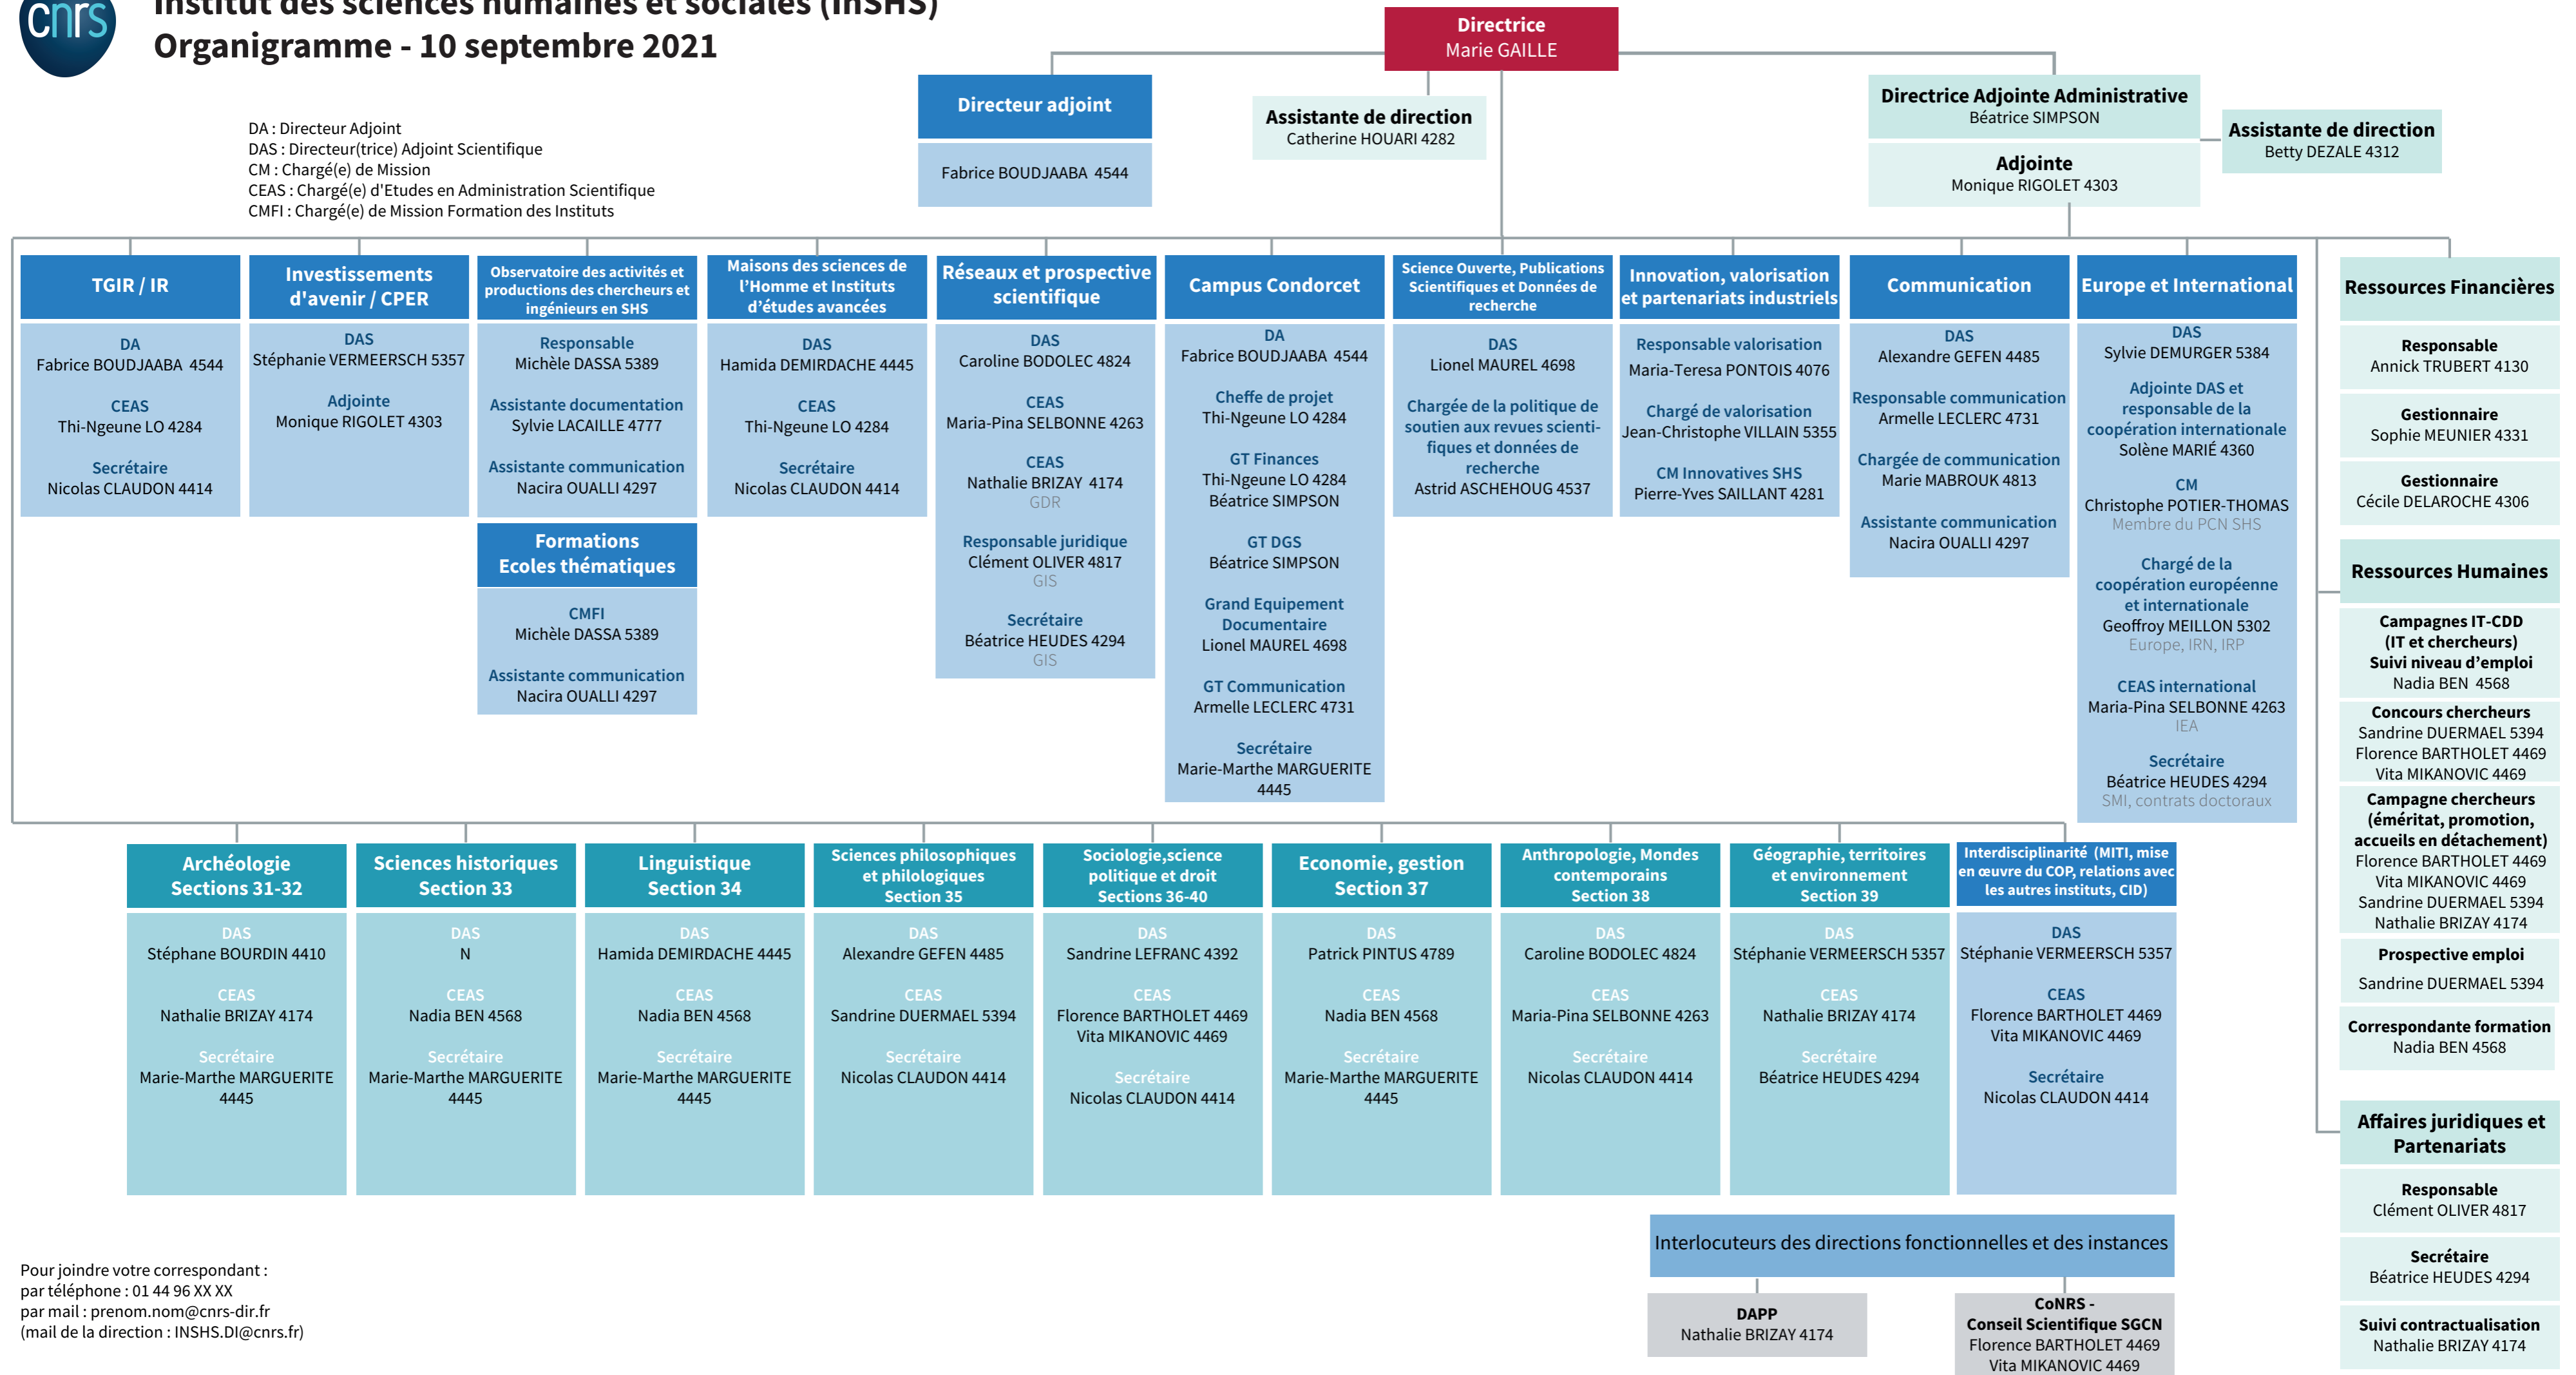 cnrs
Institut des sciences humaines et sociales (InSHS)
Organigramme - 10 septembre 2021
DA : Directeur Adjoint
DAS : Directeur(trice) Adjoint Scientifique
CM : Chargé(e) de Mission
CEAS : Chargé(e) d'Etudes en Administration Scientifique
CMFI : Chargé(e) de Mission Formation des Instituts
Directrice
Marie GAILLE
Directeur adjoint
Fabrice BOUDJAABA 4544
Assistante de direction
Catherine HOUARI 4282
Directrice Adjointe Administrative
Béatrice SIMPSON
Adjointe
Monique RIGOLET 4303
Assistante de direction
Betty DEZALE 4312
TGIR / IR
DA
Fabrice BOUDJAABA 4544
CEAS
Thi-Ngeune LO 4284
Secrétaire
Nicolas CLAUDON 4414
Investissements
d'avenir / CPER
DAS
Stéphanie VERMEERSCH 5357
Adjointe
Monique RIGOLET 4303
Observatoire des activités et
productions des chercheurs et
ingénieurs en SHS
Responsable
Michèle DASSA 5389
Assistante documentation
Sylvie LACAILLE 4777
Assistante communication
Nacira OUALLI 4297
Formations
Ecoles thématiques
CMFI
Michèle DASSA 5389
Assistante communication
Nacira OUALLI 4297
Maisons des sciences de
l’Homme et Instituts
d’études avancées
DAS
Hamida DEMIRDACHE 4445
CEAS
Thi-Ngeune LO 4284
Secrétaire
Nicolas CLAUDON 4414
Réseaux et prospective
scientifique
DAS
Caroline BODOLEC 4824
CEAS
Maria-Pina SELBONNE 4263
CEAS
Nathalie BRIZAY 4174
GDR
Responsable juridique
Clément OLIVER 4817
GIS
Secrétaire
Béatrice HEUDES 4294
GIS
Campus Condorcet
DA
Fabrice BOUDJAABA 4544
Cheffe de projet
Thi-Ngeune LO 4284
GT Finances
Thi-Ngeune LO 4284
Béatrice SIMPSON
GT DGS
Béatrice SIMPSON
Grand Equipement
Documentaire
Lionel MAUREL 4698
GT Communication
Armelle LECLERC 4731
Secrétaire
Marie-Marthe MARGUERITE
4445
Science Ouverte, Publications
Scientifiques et Données de
recherche
DAS
Lionel MAUREL 4698
Chargée de la politique de
soutien aux revues scienti-
fiques et données de
recherche
Astrid ASCHEHOUG 4537
Innovation, valorisation
et partenariats industriels
Responsable valorisation
Maria-Teresa PONTOIS 4076
Chargé de valorisation
Jean-Christophe VILLAIN 5355
CM Innovatives SHS
Pierre-Yves SAILLANT 4281
Communication
DAS
Alexandre GEFEN 4485
Responsable communication
Armelle LECLERC 4731
Chargée de communication
Marie MABROUK 4813
Assistante communication
Nacira OUALLI 4297
Europe et International
DAS
Sylvie DEMURGER 5384
Adjointe DAS et
responsable de la
coopération internationale
Solène MARIÉ 4360
CM
Christophe POTIER-THOMAS
Membre du PCN SHS
Chargé de la
coopération européenne
et internationale
Geoffroy MEILLON 5302
Europe, IRN, IRP
CEAS international
Maria-Pina SELBONNE 4263
IEA
Secrétaire
Béatrice HEUDES 4294
SMI, contrats doctoraux
Ressources Financières
Responsable
Annick TRUBERT 4130
Gestionnaire
Sophie MEUNIER 4331
Gestionnaire
Cécile DELAROCHE 4306
Ressources Humaines
Campagnes IT-CDD
(IT et chercheurs)
Suivi niveau d’emploi
Nadia BEN 4568
Concours chercheurs
Sandrine DUERMAEL 5394
Florence BARTHOLET 4469
Vita MIKANOVIC 4469
Campagne chercheurs
(éméritat, promotion,
accueils en détachement)
Florence BARTHOLET 4469
Vita MIKANOVIC 4469
Sandrine DUERMAEL 5394
Nathalie BRIZAY 4174
Prospective emploi
Sandrine DUERMAEL 5394
Correspondante formation
Nadia BEN 4568
Affaires juridiques et
Partenariats
Responsable
Clément OLIVER 4817
Secrétaire
Béatrice HEUDES 4294
Suivi contractualisation
Nathalie BRIZAY 4174
Archéologie
Sections 31-32
DAS
Stéphane BOURDIN 4410
CEAS
Nathalie BRIZAY 4174
Secrétaire
Marie-Marthe MARGUERITE
4445
Sciences historiques
Section 33
DAS
N
CEAS
Nadia BEN 4568
Secrétaire
Marie-Marthe MARGUERITE
4445
Linguistique
Section 34
DAS
Hamida DEMIRDACHE 4445
CEAS
Nadia BEN 4568
Secrétaire
Marie-Marthe MARGUERITE
4445
Sciences philosophiques
et philologiques
Section 35
DAS
Alexandre GEFEN 4485
CEAS
Sandrine DUERMAEL 5394
Secrétaire
Nicolas CLAUDON 4414
Sociologie,science
politique et droit
Sections 36-40
DAS
Sandrine LEFRANC 4392
CEAS
Florence BARTHOLET 4469
Vita MIKANOVIC 4469
Secrétaire
Nicolas CLAUDON 4414
Economie, gestion
Section 37
DAS
Patrick PINTUS 4789
CEAS
Nadia BEN 4568
Secrétaire
Marie-Marthe MARGUERITE
4445
Anthropologie, Mondes
contemporains
Section 38
DAS
Caroline BODOLEC 4824
CEAS
Maria-Pina SELBONNE 4263
Secrétaire
Nicolas CLAUDON 4414
Géographie, territoires
et environnement
Section 39
DAS
Stéphanie VERMEERSCH 5357
CEAS
Nathalie BRIZAY 4174
Secrétaire
Béatrice HEUDES 4294
Interdisciplinarité (MITI, mise
en œuvre du COP, relations avec
les autres instituts, CID)
DAS
Stéphanie VERMEERSCH 5357
CEAS
Florence BARTHOLET 4469
Vita MIKANOVIC 4469
Secrétaire
Nicolas CLAUDON 4414
Interlocuteurs des directions fonctionnelles et des instances
DAPP
Nathalie BRIZAY 4174
CoNRS -
Conseil Scientifique SGCN
Florence BARTHOLET 4469
Vita MIKANOVIC 4469
Pour joindre votre correspondant :
par téléphone : 01 44 96 XX XX
par mail : prenom.nom@cnrs-dir.fr
(mail de la direction : INSHS.DI@cnrs.fr)